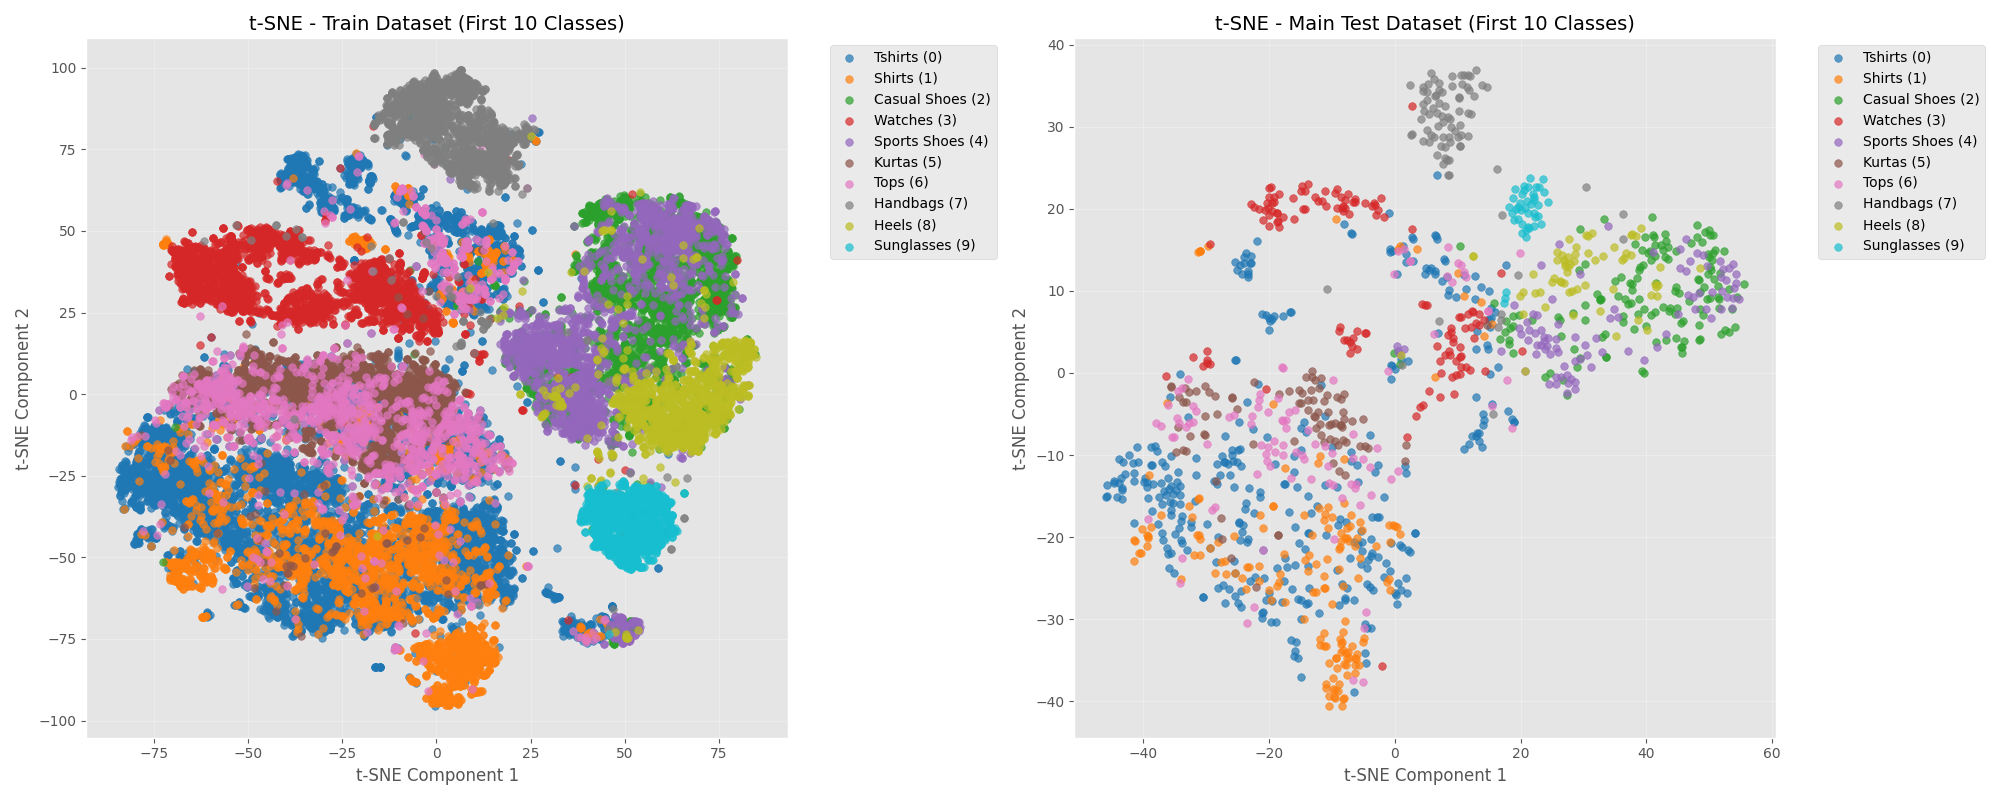 t-SNE - Train Dataset (First 10 Classes)
100
75
50
25
0
−25
−50
−75
−100
−75
−50
−25
0
25
50
75
t-SNE Component 1
t-SNE Component 2
Tshirts (0)
Shirts (1)
Casual Shoes (2)
Watches (3)
Sports Shoes (4)
Kurtas (5)
Tops (6)
Handbags (7)
Heels (8)
Sunglasses (9)
t-SNE - Main Test Dataset (First 10 Classes)
40
30
20
10
0
−10
−20
−30
−40
−40
−20
0
20
40
60
t-SNE Component 1
t-SNE Component 2
Tshirts (0)
Shirts (1)
Casual Shoes (2)
Watches (3)
Sports Shoes (4)
Kurtas (5)
Tops (6)
Handbags (7)
Heels (8)
Sunglasses (9)